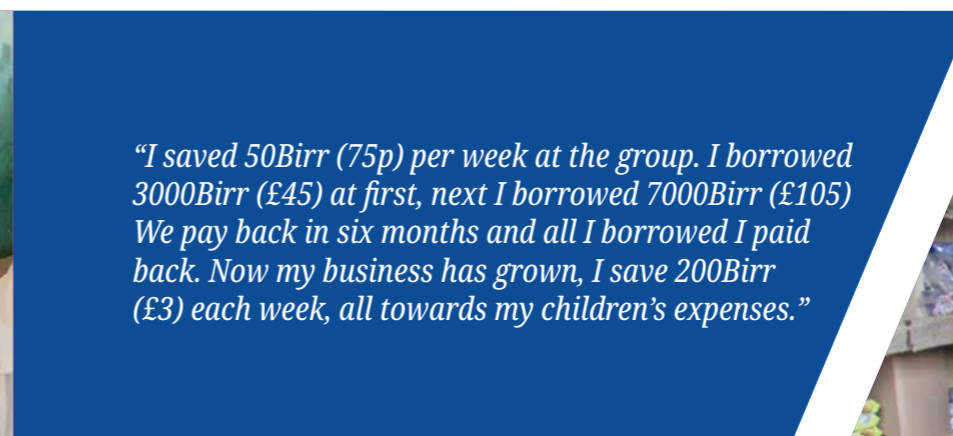 “I saved 50Birr (75p) per week at the group. I borrowed
3000Birr (£45) at first, next I borrowed 7000Birr (£105)
We pay back in six months and all I borrowed I paid
back. Now my business has grown, I save 200Birr
(£3) each week, all towards my children’s expenses.”